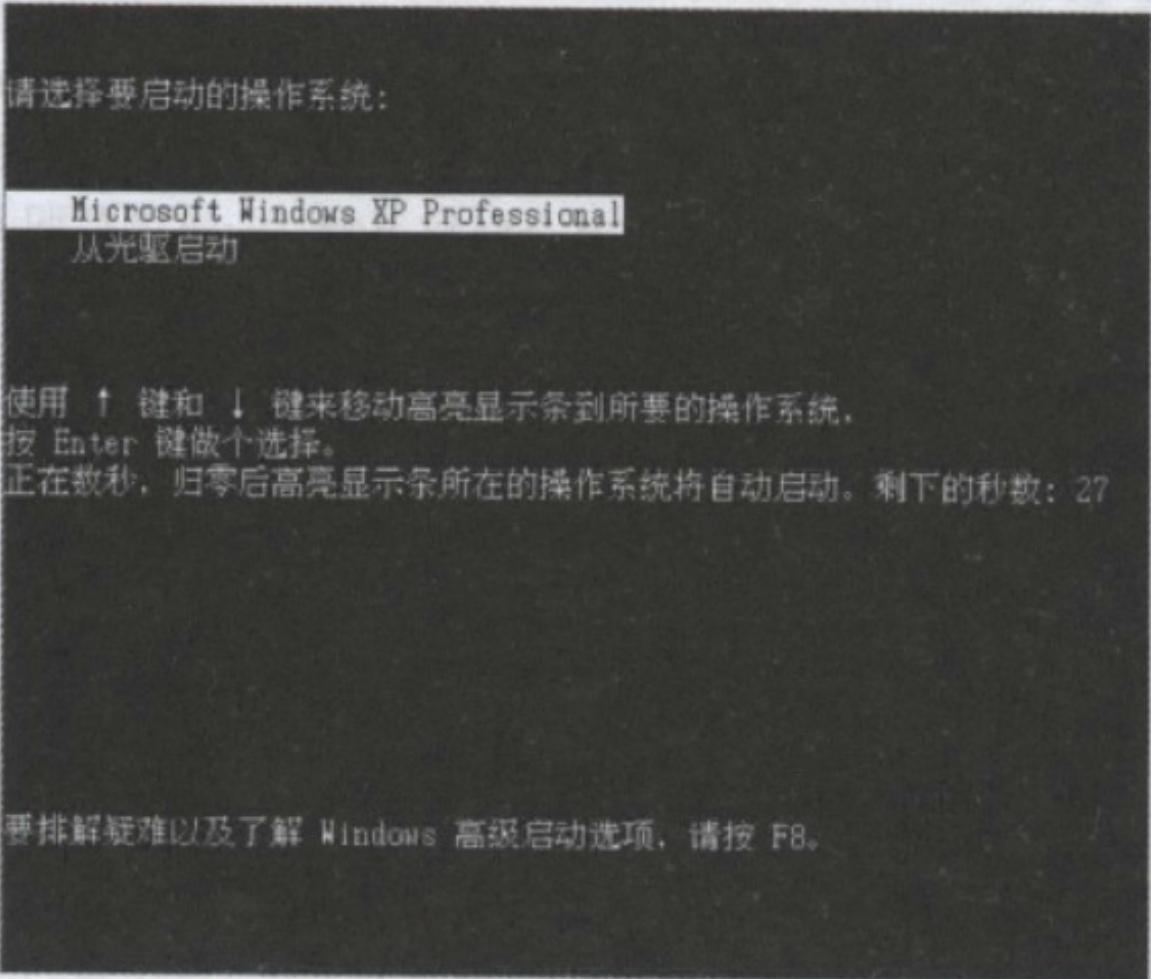 请选择要启动的操作系统:
Microsoft Windows XP Professional
从光驱启动
使用 ↑ 键和 ↓ 键来移动高亮显示条到所要的操作系统,
按 Enter 键做个选择。
正在数秒, 归零后高亮显示条所在的操作系统将自动启动。剩下的秒数: 27
要排解疑难以及了解 Windows 高级启动选项, 请按 F8。